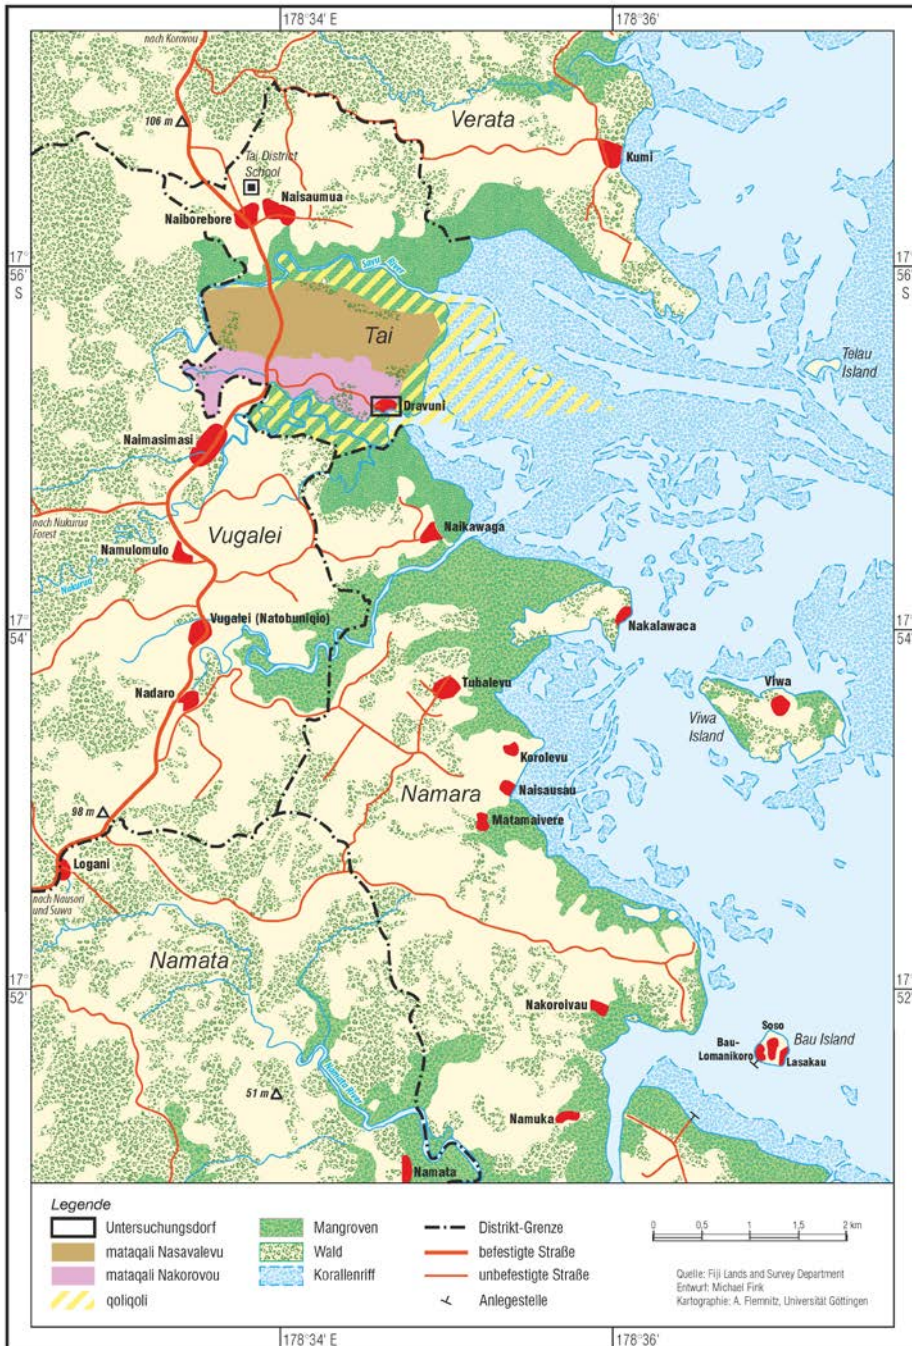 178°34' E
178°36'
nach Korovou
106 m
Verata
Kumi
Tai District
School
Naisaumua
Naiborebore
17°
56'
S
17°
56'
S
Savu River
Tai
Telau
Island
Dravuni
Naimasimasi
nach Nukurua
Forest
Vugalei
Naikawaga
Namulomulo
Nukurua
Vugalei (Natobuniqio)
Nakalawaca
17°
54'
17°
54'
Nadaro
Tubalevu
Viwa
Viwa
Island
Korolevu
Naisausau
Namara
Matamaivere
98 m
Logani
nach Nausori
und Suwa
Namata
17°
52'
17°
52'
Nakoroivau
Soso
Bau Island
Bau-
Lomanikoro
Lasakau
Namata River
51 m
Namuka
Namata
Legende
Untersuchungsdorf
mataqali Nasavalevu
mataqali Nakorovou
qoliqoli
Mangroven
Wald
Korallenriff
Distrikt-Grenze
befestigte Straße
unbefestigte Straße
Anlegestelle
0 0,5 1 1,5 2 km
Quelle: Fiji Lands and Survey Department
Entwurf: Michael Fink
Kartographie: A. Flemnitz, Universität Göttingen
178°34' E
178°36'